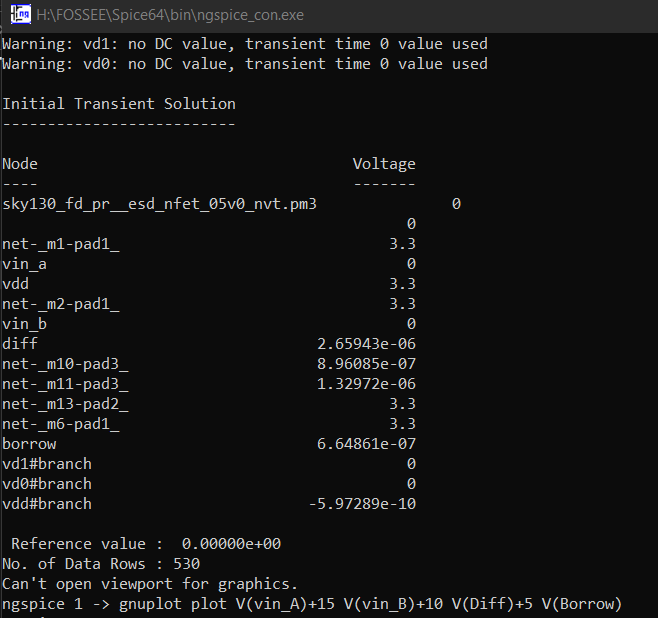 H:\FOSSEE\Spice64\bin\ngspice_con.exe
Warning: vd1: no DC value, transient time 0 value used
Warning: vd0: no DC value, transient time 0 value used
Initial Transient Solution
--------------------------
Node                                   Voltage
----                                   -------
sky130_fd_pr__esd_nfet_05v0_nvt.pm3               0
0
net-_m1-pad1_                              3.3
vin_a                                        0
vdd                                        3.3
net-_m2-pad1_                              3.3
vin_b                                        0
diff                               2.65943e-06
net-_m10-pad3_                     8.96085e-07
net-_m11-pad3_                     1.32972e-06
net-_m13-pad2_                             3.3
net-_m6-pad1_                              3.3
borrow                             6.64861e-07
vd1#branch                                   0
vd0#branch                                   0
vdd#branch                        -5.97289e-10
Reference value :  0.00000e+00
No. of Data Rows : 530
Can't open viewport for graphics.
ngspice 1 -> gnuplot plot V(vin_A)+15 V(vin_B)+10 V(Diff)+5 V(Borrow)